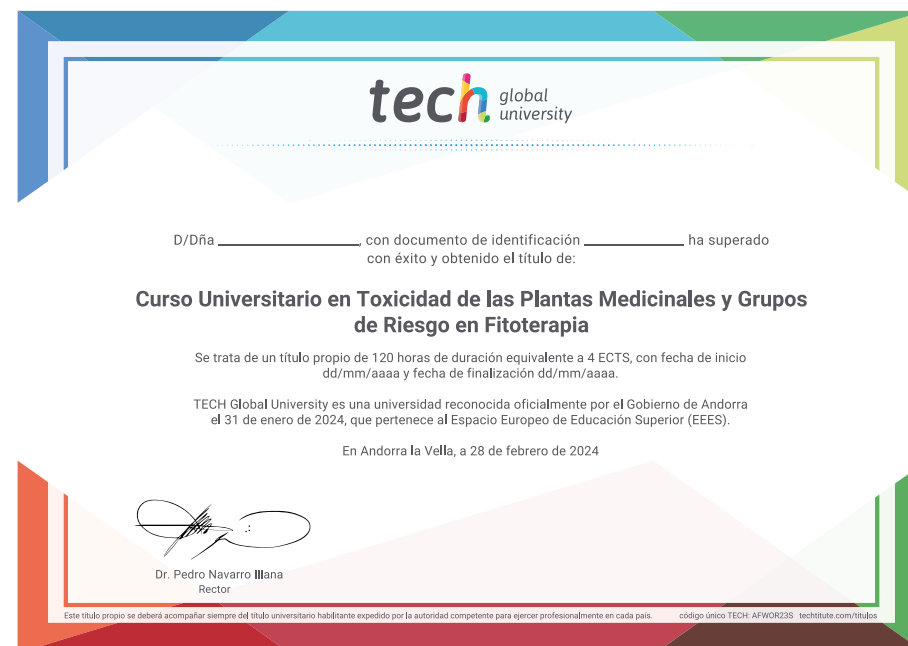 tech global university
D/Dña ____________________, con documento de identificación ______________ ha superado
con éxito y obtenido el título de:
Curso Universitario en Toxicidad de las Plantas Medicinales y Grupos
de Riesgo en Fitoterapia
Se trata de un título propio de 120 horas de duración equivalente a 4 ECTS, con fecha de inicio
dd/mm/aaaa y fecha de finalización dd/mm/aaaa.
TECH Global University es una universidad reconocida oficialmente por el Gobierno de Andorra
el 31 de enero de 2024, que pertenece al Espacio Europeo de Educación Superior (EEES).
En Andorra la Vella, a 28 de febrero de 2024
Dr. Pedro Navarro Illana
Rector
Este título propio se deberá acompañar siempre del título universitario habilitante expedido por la autoridad competente para ejercer profesionalmente en cada país. código único TECH: AFWOR23S techtitute.com/titulos